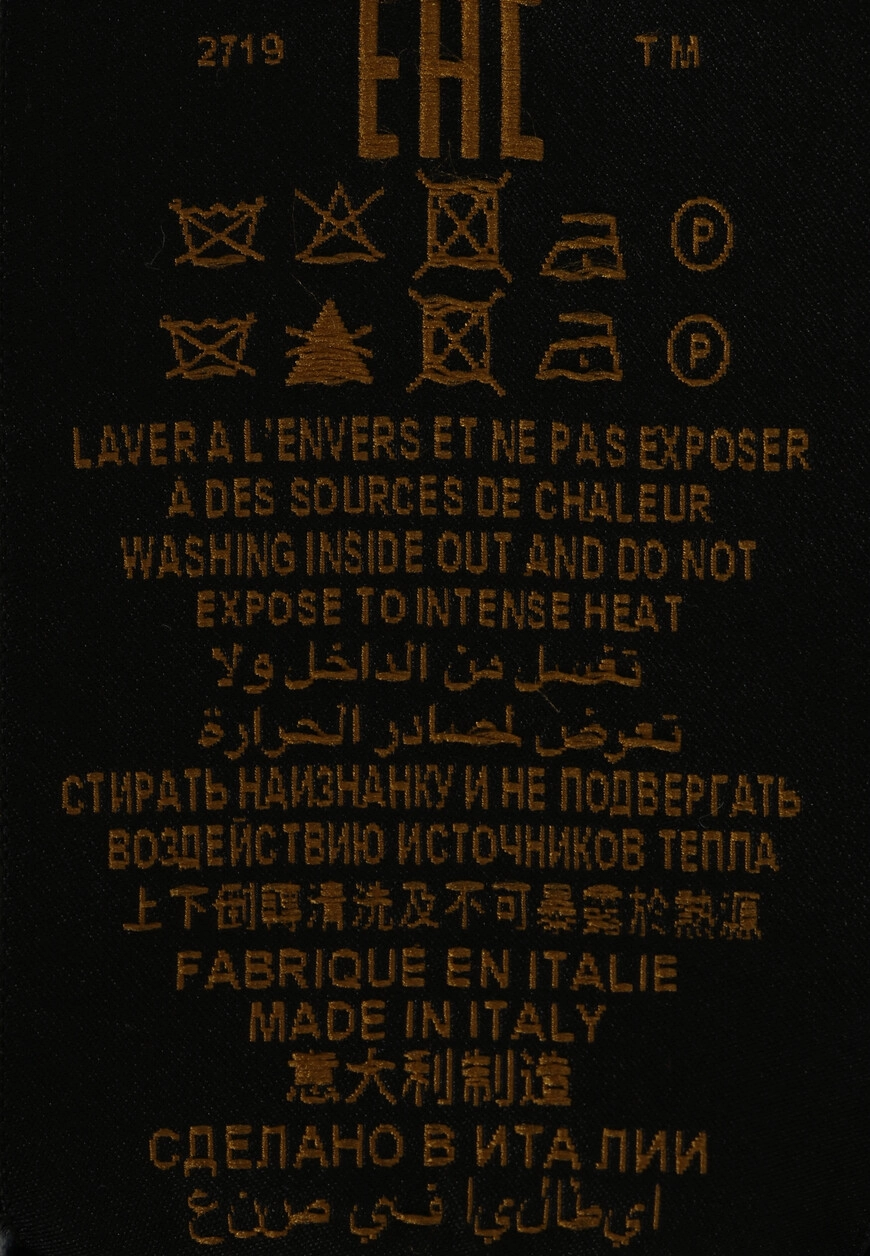 2719 EAC TM
P
P
LAVER A L'ENVERS ET NE PAS EXPOSER
A DES SOURCES DE CHALEUR
WASHING INSIDE OUT AND DO NOT
EXPOSE TO INTENSE HEAT
تغسل من الداخل ولا
تعرض لمصادر الحرارة
СТИРАТЬ НАИЗНАНКУ И НЕ ПОДВЕРГАТЬ
ВОЗДЕЙСТВИЮ ИСТОЧНИКОВ ТЕПЛА
上下倒轉清洗及不可暴露於熱源
FABRIQUÉ EN ITALIE
MADE IN ITALY
意大利制造
СДЕЛАНО В ИТАЛИИ
صنع في ايطاليا